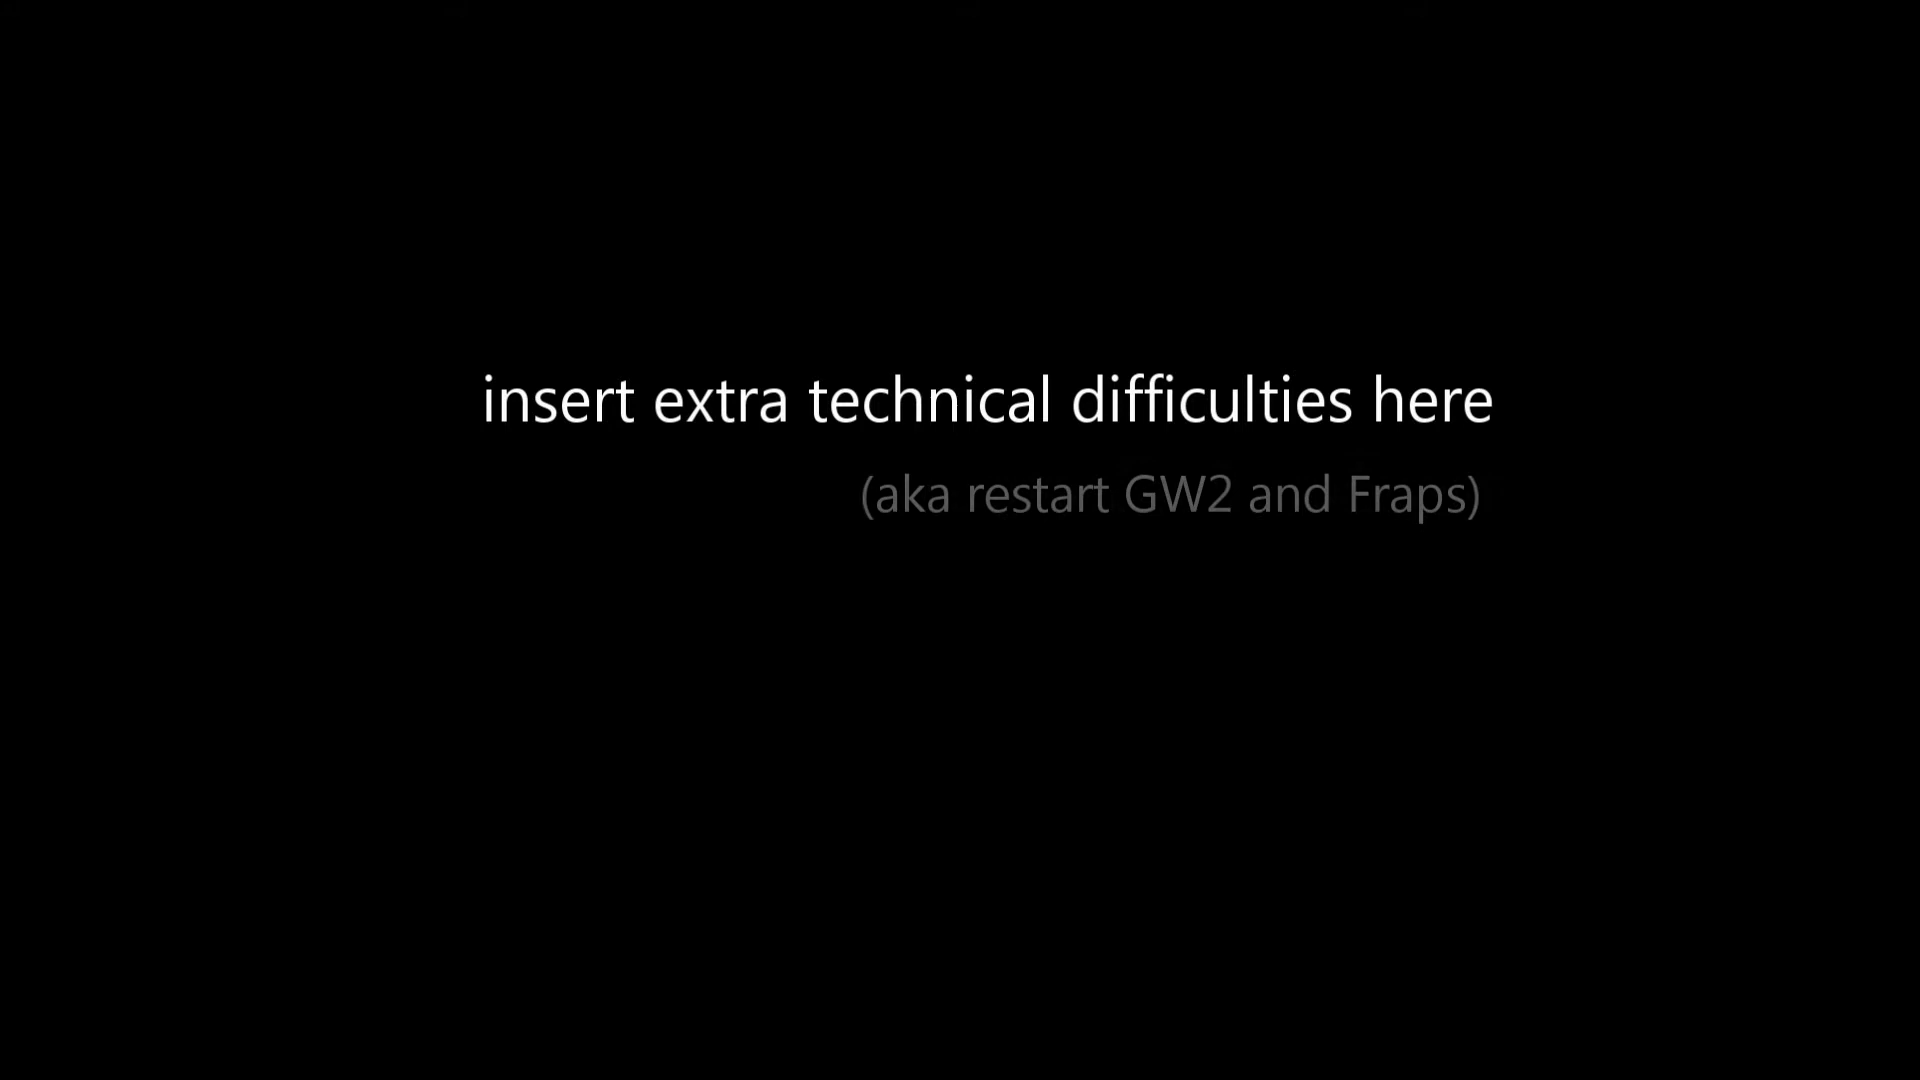 insert extra technical difficulties here
(aka restart GW2 and Fraps)